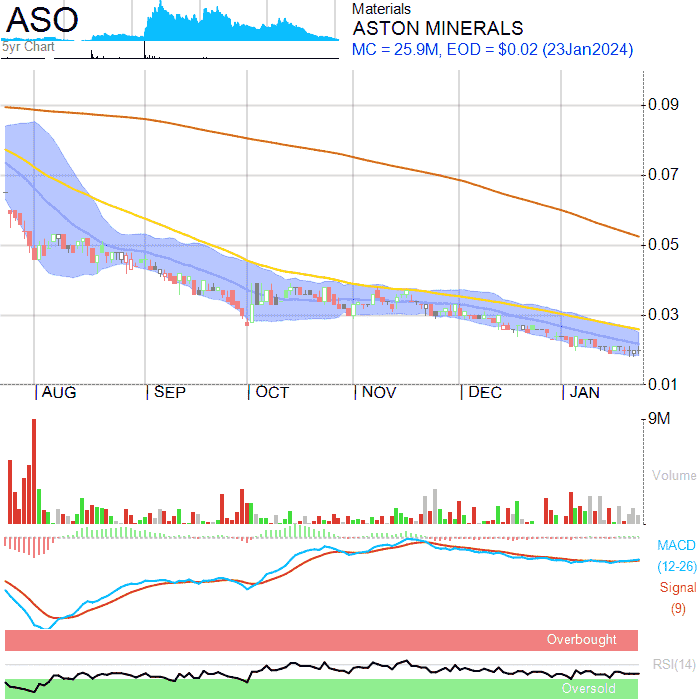 ASO
5yr Chart
Materials
ASTON MINERALS
MC = 25.9M, EOD = $0.02 (23Jan2024)
0.09
0.07
0.05
0.03
0.01
AUG SEP OCT NOV DEC JAN
9M
Volume
MACD
(12-26)
Signal
(9)
Overbought
RSI(14)
Oversold